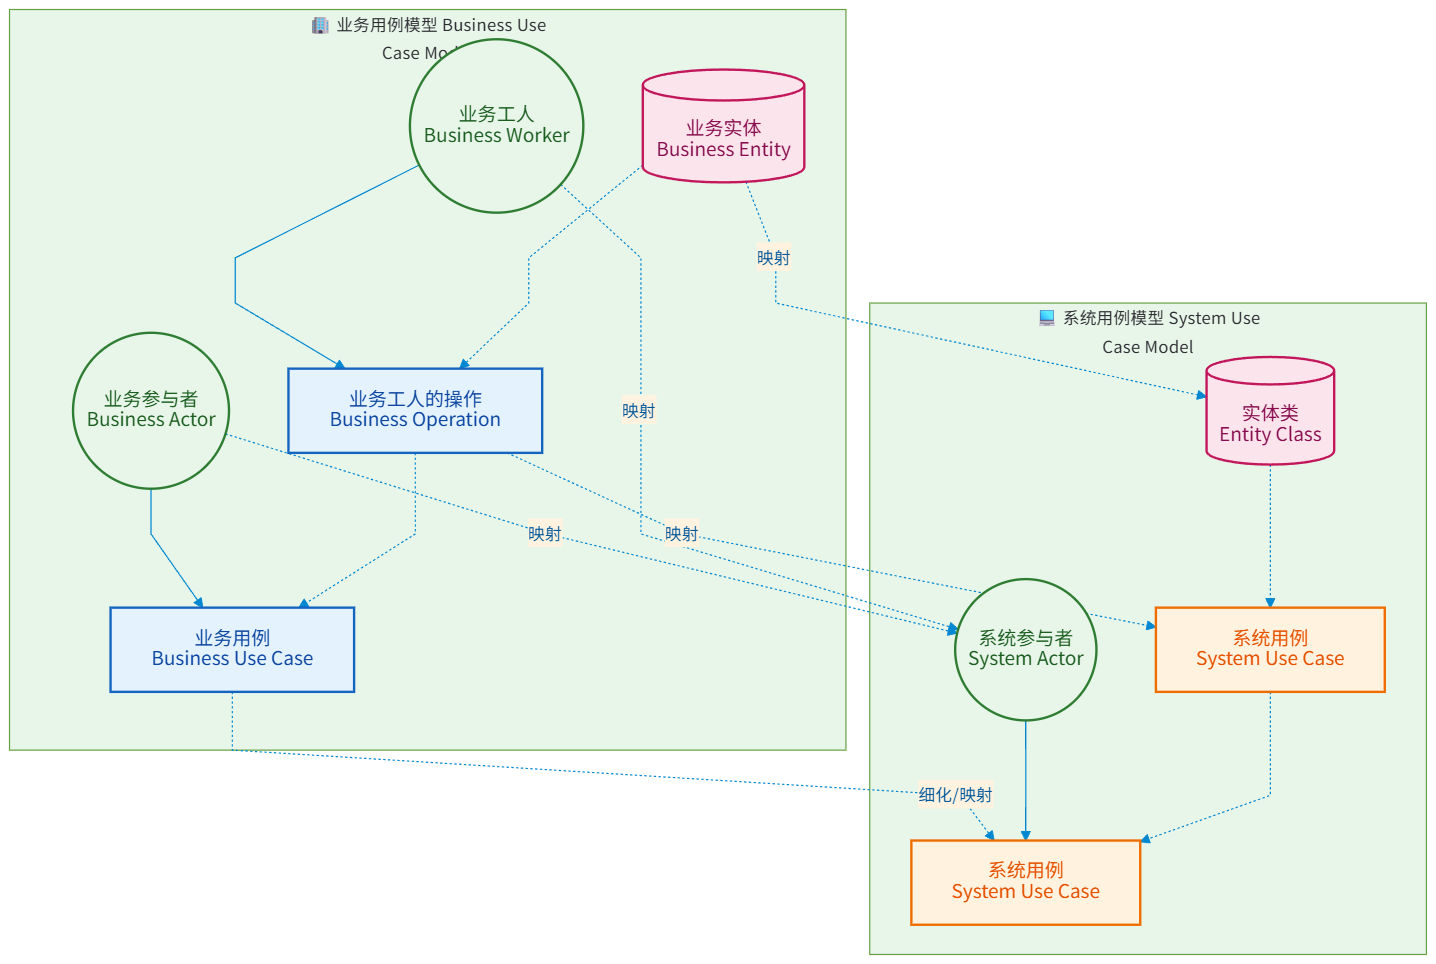 业务用例模型 Business Use
Case Mo
业务工人
Business Worker
业务实体
Business Entity
映射
系统用例模型 System Use
Case Model
业务参与者
Business Actor
业务工人的操作
Business Operation
映射
实体类
Entity Class
映射
映射
业务用例
Business Use Case
系统参与者
System Actor
系统用例
System Use Case
细化/映射
系统用例
System Use Case